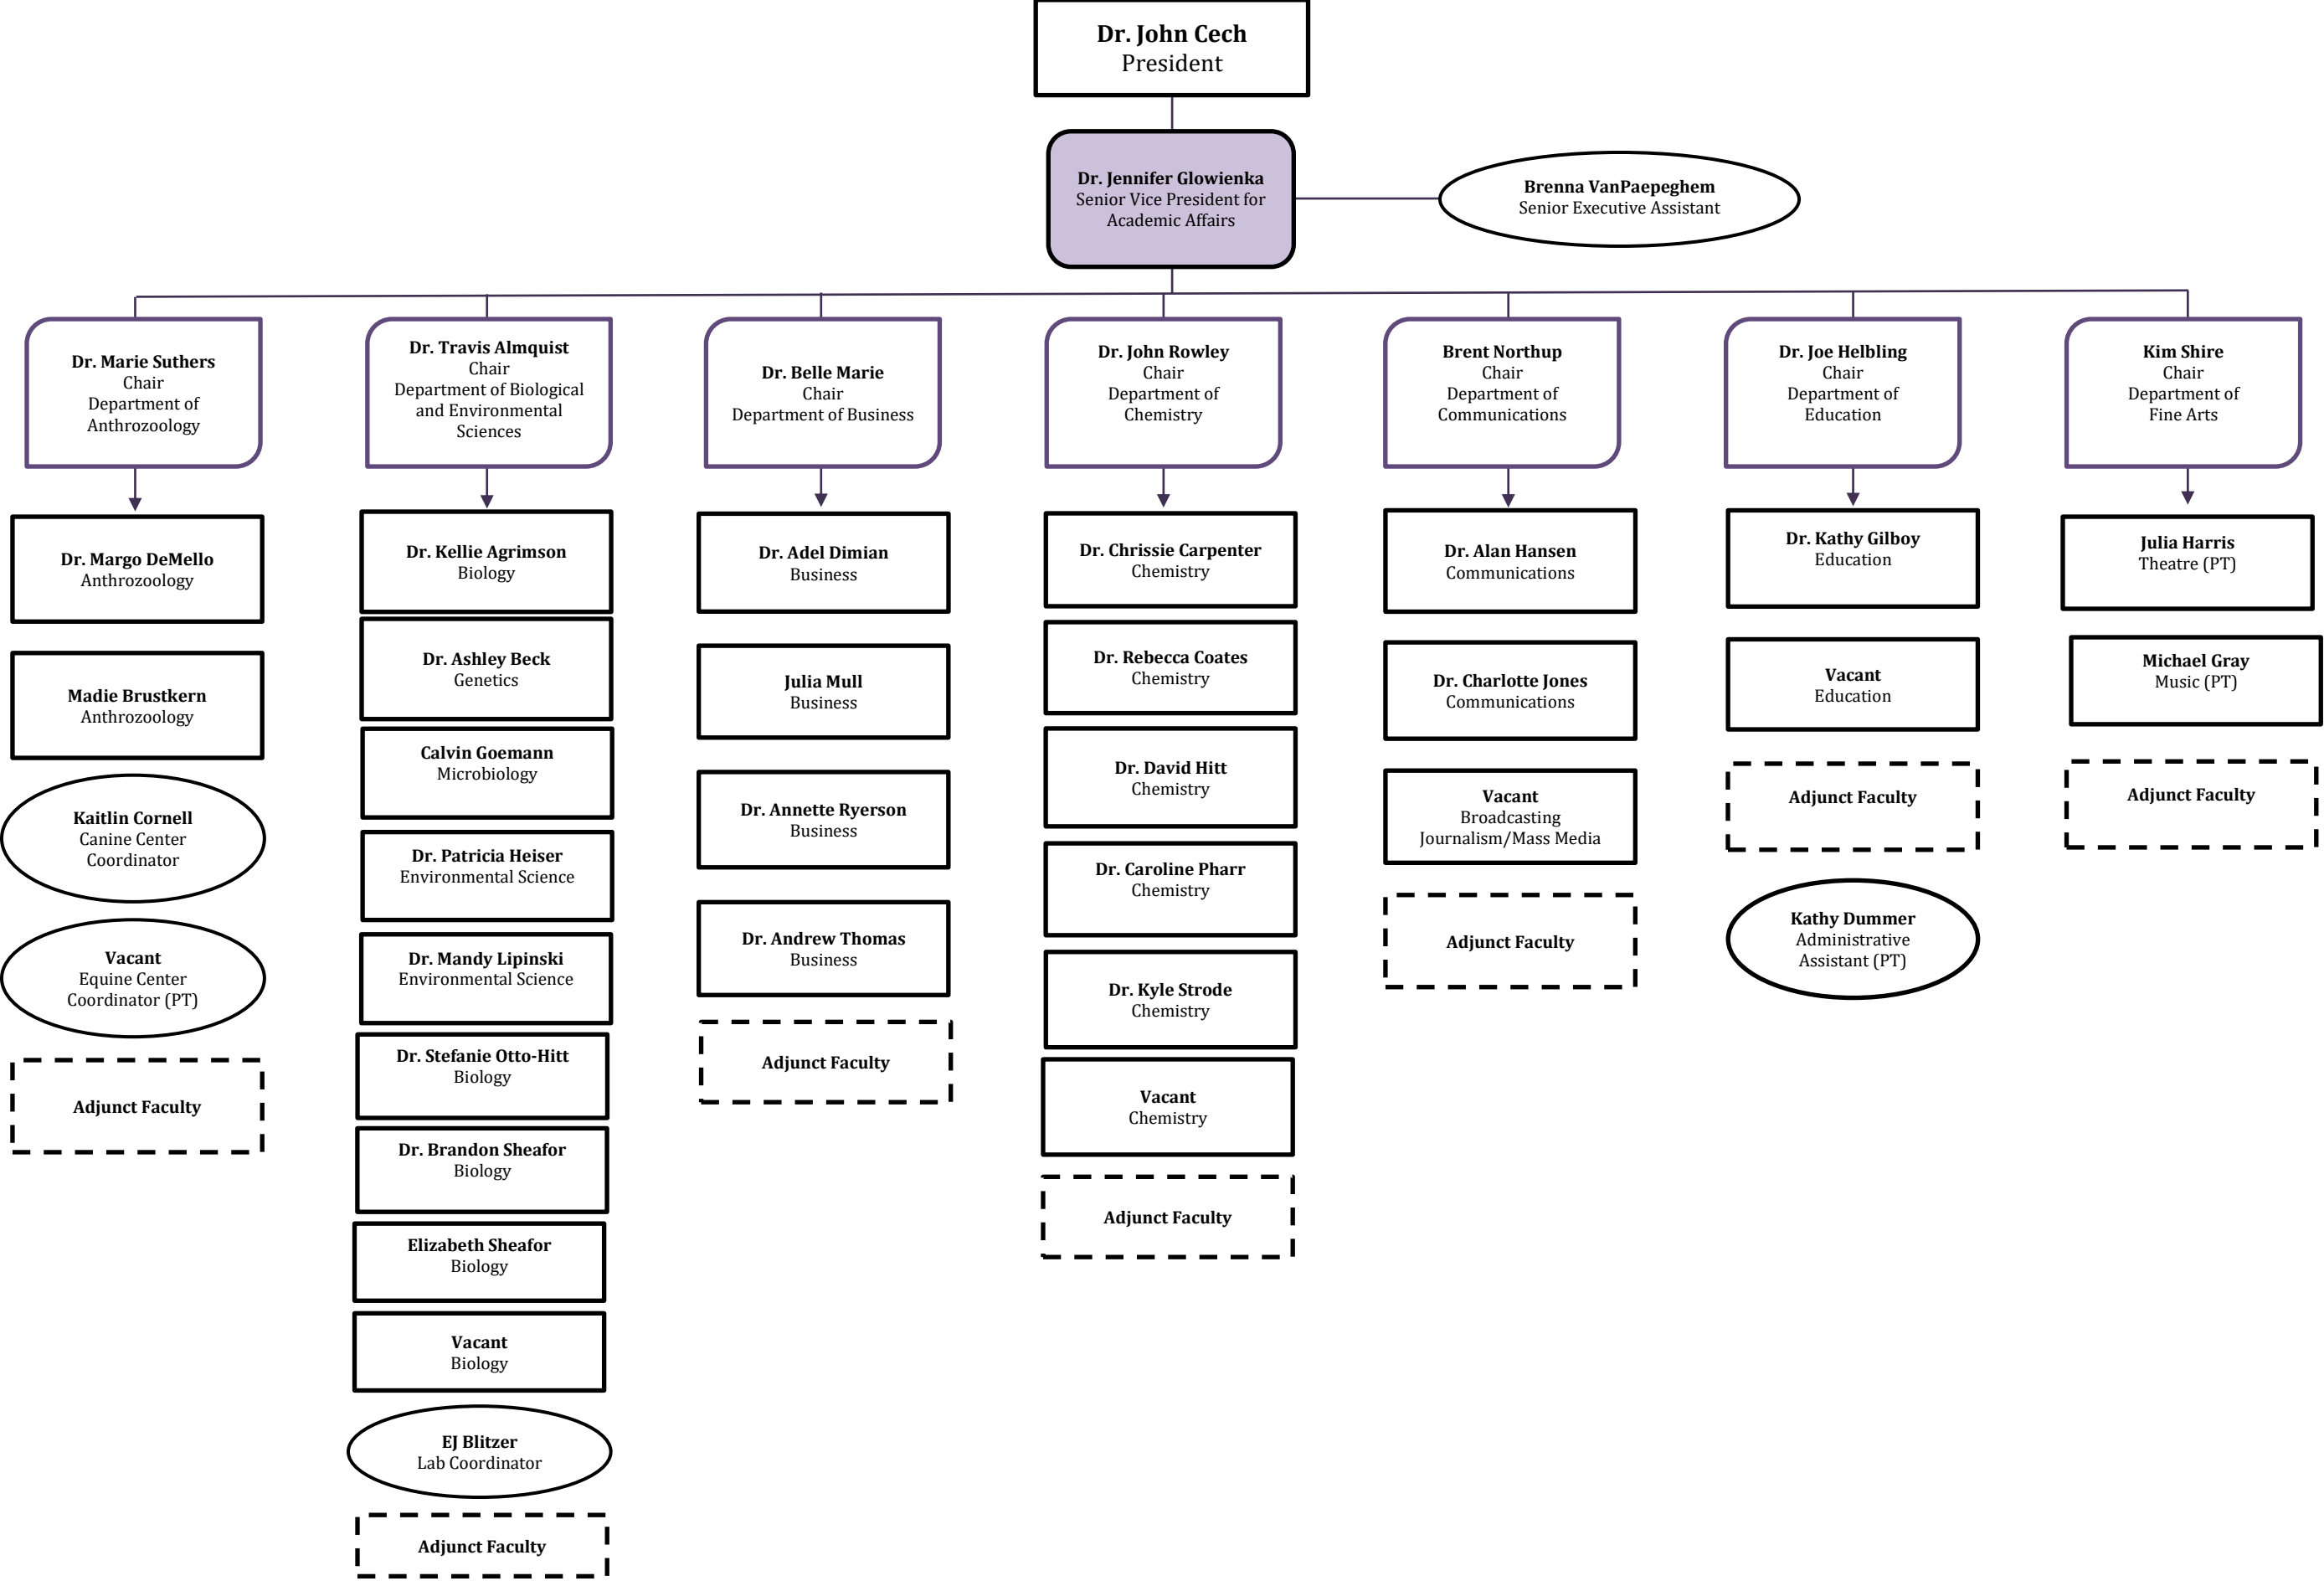 Dr. John Cech
President
Dr. Jennifer Glowienka
Senior Vice President for
Academic Affairs
Brenna VanPaepeghem
Senior Executive Assistant
Dr. Marie Suthers
Chair
Department of
Anthrozoology
Dr. Margo DeMello
Anthrozoology
Madie Brustkern
Anthrozoology
Kaitlin Cornell
Canine Center
Coordinator
Vacant
Equine Center
Coordinator (PT)
Adjunct Faculty
Dr. Travis Almquist
Chair
Department of Biological
and Environmental
Sciences
Dr. Kellie Agrimson
Biology
Dr. Ashley Beck
Genetics
Calvin Goemann
Microbiology
Dr. Patricia Heiser
Environmental Science
Dr. Mandy Lipinski
Environmental Science
Dr. Stefanie Otto-Hitt
Biology
Dr. Brandon Sheafor
Biology
Elizabeth Sheafor
Biology
Vacant
Biology
EJ Blitzer
Lab Coordinator
Adjunct Faculty
Dr. Belle Marie
Chair
Department of Business
Dr. Adel Dimian
Business
Julia Mull
Business
Dr. Annette Ryerson
Business
Dr. Andrew Thomas
Business
Adjunct Faculty
Dr. John Rowley
Chair
Department of
Chemistry
Dr. Chrissie Carpenter
Chemistry
Dr. Rebecca Coates
Chemistry
Dr. David Hitt
Chemistry
Dr. Caroline Pharr
Chemistry
Dr. Kyle Strode
Chemistry
Vacant
Chemistry
Adjunct Faculty
Brent Northup
Chair
Department of
Communications
Dr. Alan Hansen
Communications
Dr. Charlotte Jones
Communications
Vacant
Broadcasting
Journalism/Mass Media
Adjunct Faculty
Dr. Joe Helbling
Chair
Department of
Education
Dr. Kathy Gilboy
Education
Vacant
Education
Adjunct Faculty
Kathy Dummer
Administrative
Assistant (PT)
Kim Shire
Chair
Department of
Fine Arts
Julia Harris
Theatre (PT)
Michael Gray
Music (PT)
Adjunct Faculty